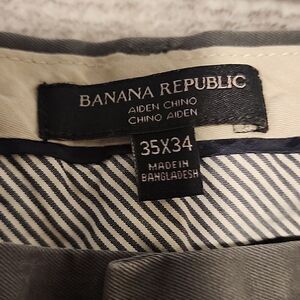 BANANA REPUBLIC
AIDEN CHINO
CHINO AIDEN
35X34
MADE IN
BANGLADESH